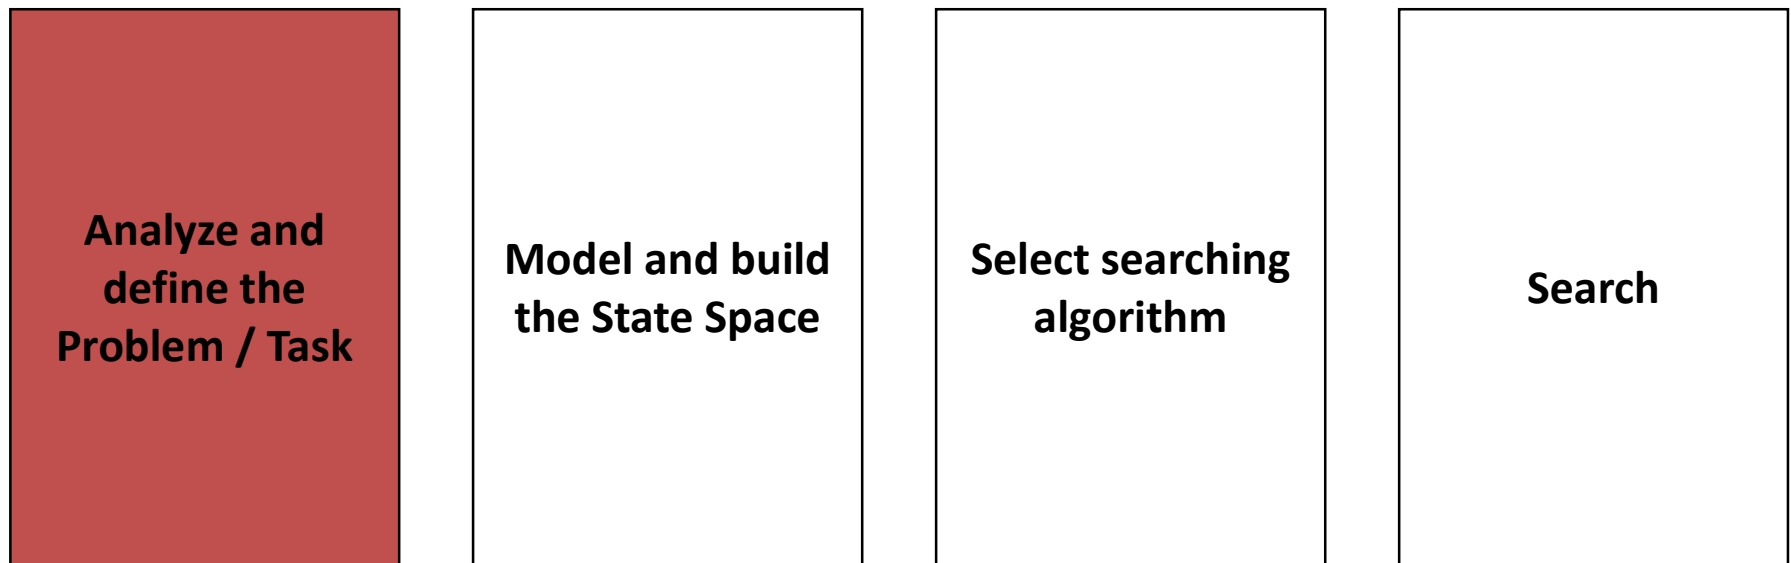 Analyze and
define the
Problem / Task
Model and build
the State Space
Select searching
algorithm
Search